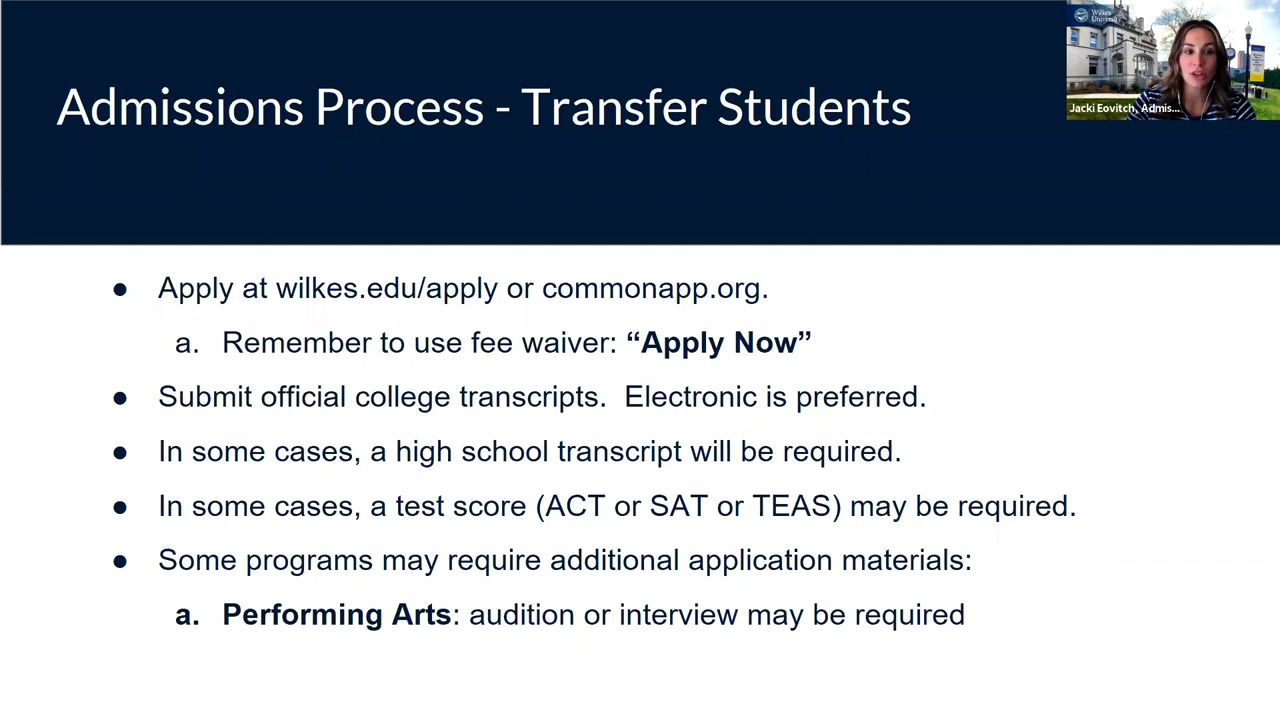 Wilkes
University
Jacki Eovitch, Admis...
Admissions Process - Transfer Students
● Apply at wilkes.edu/apply or commonapp.org.
a. Remember to use fee waiver: “Apply Now”
● Submit official college transcripts.  Electronic is preferred.
● In some cases, a high school transcript will be required.
● In some cases, a test score (ACT or SAT or TEAS) may be required.
● Some programs may require additional application materials:
a. Performing Arts: audition or interview may be required